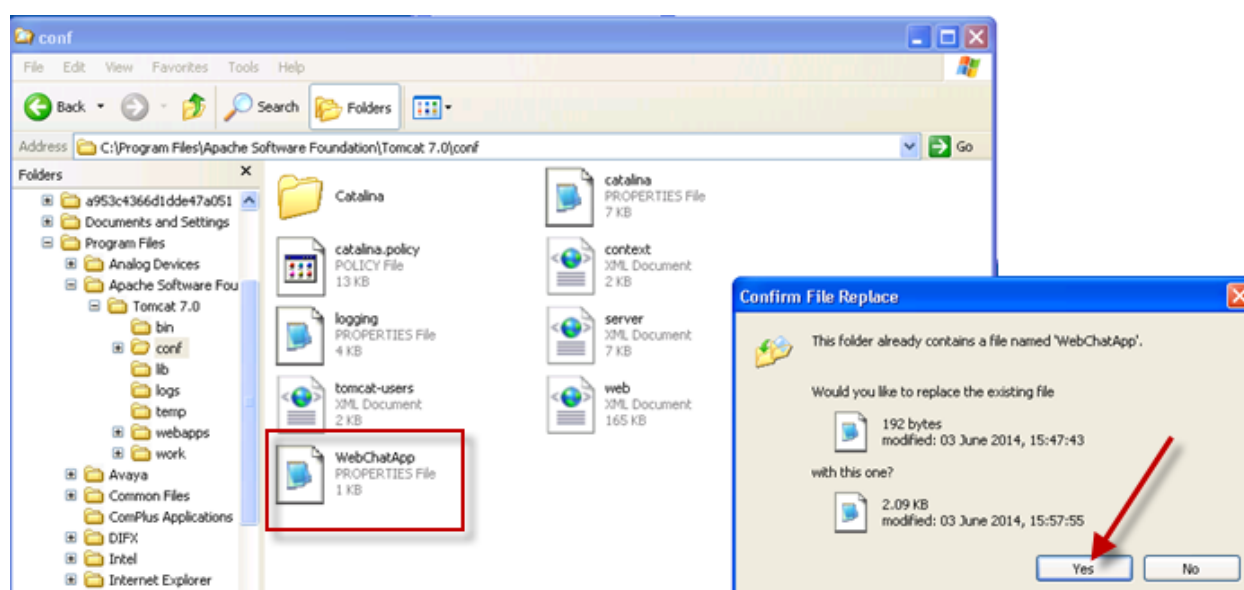 conf
File Edit View Favorites Tools Help
Back Search Folders
Address C:\Program Files\Apache Software Foundation\Tomcat 7.0\conf Go
Folders
a953c4366d1dde47a051
Documents and Settings
Program Files
Analog Devices
Apache Software Fou
Tomcat 7.0
bin
conf
lib
logs
temp
webapps
work
Avaya
Common Files
ComPlus Applications
DIFX
Intel
Internet Explorer
Catalina
catalina
PROPERTIES File
7 KB
catalina.policy
POLICY File
13 KB
context
XML Document
2 KB
logging
PROPERTIES File
4 KB
server
XML Document
7 KB
tomcat-users
XML Document
2 KB
web
XML Document
165 KB
WebChatApp
PROPERTIES File
1 KB
Confirm File Replace
This folder already contains a file named 'WebChatApp'.
Would you like to replace the existing file
192 bytes
modified: 03 June 2014, 15:47:43
with this one?
2.09 KB
modified: 03 June 2014, 15:57:55
Yes No